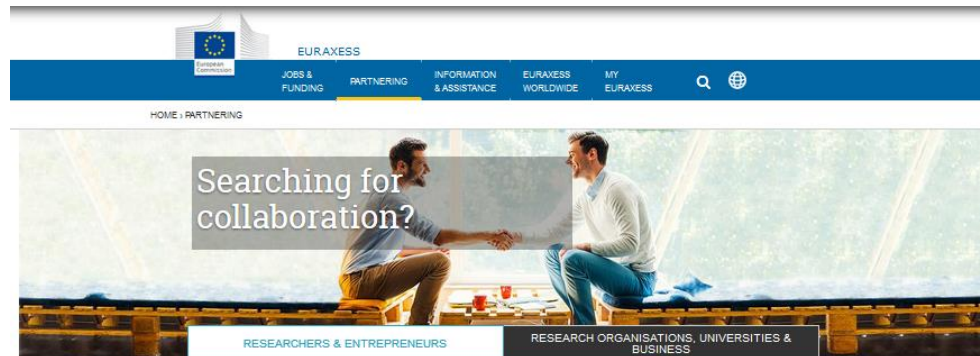 European
Commission
EURAXESS
JOBS &
FUNDING
PARTNERING
INFORMATION
& ASSISTANCE
EURAXESS
WORLDWIDE
MY
EURAXESS
HOME › PARTNERING
Searching for
collaboration?
RESEARCHERS & ENTREPRENEURS
RESEARCH ORGANISATIONS, UNIVERSITIES &
BUSINESS